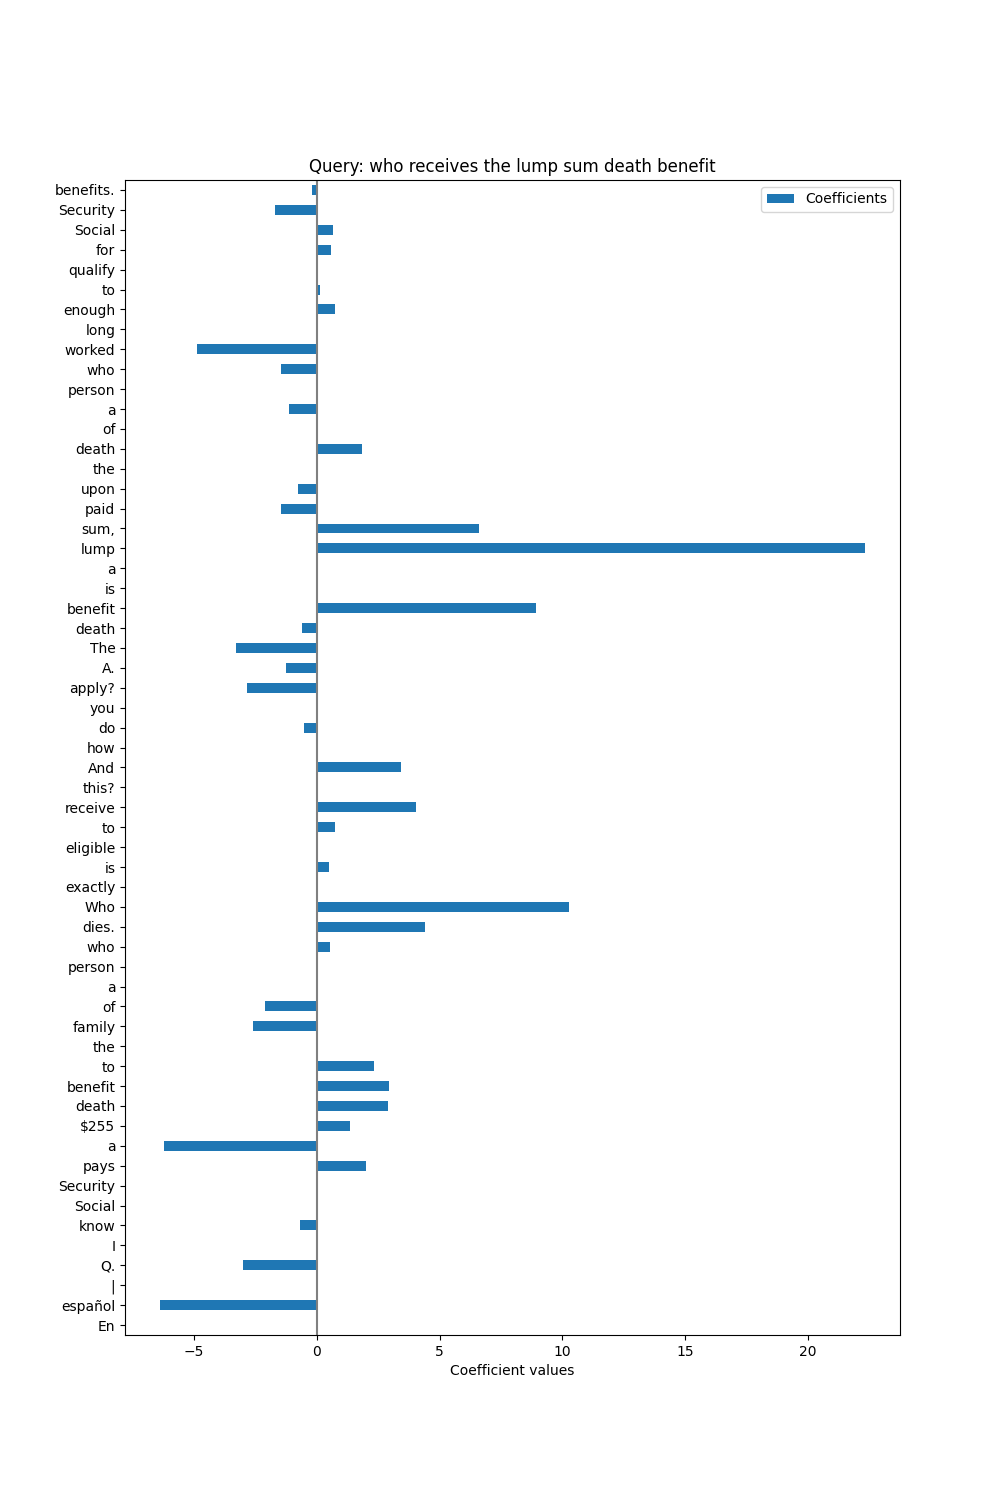 Query: who receives the lump sum death benefit
Coefficients
benefits.
Security
Social
for
qualify
to
enough
long
worked
who
person
a
of
death
the
upon
paid
sum,
lump
a
is
benefit
death
The
A.
apply?
you
do
how
And
this?
receive
to
eligible
is
exactly
Who
dies.
who
person
a
of
family
the
to
benefit
death
$255
a
pays
Security
Social
know
I
Q.
|
español
En
−5 0 5 10 15 20
Coefficient values